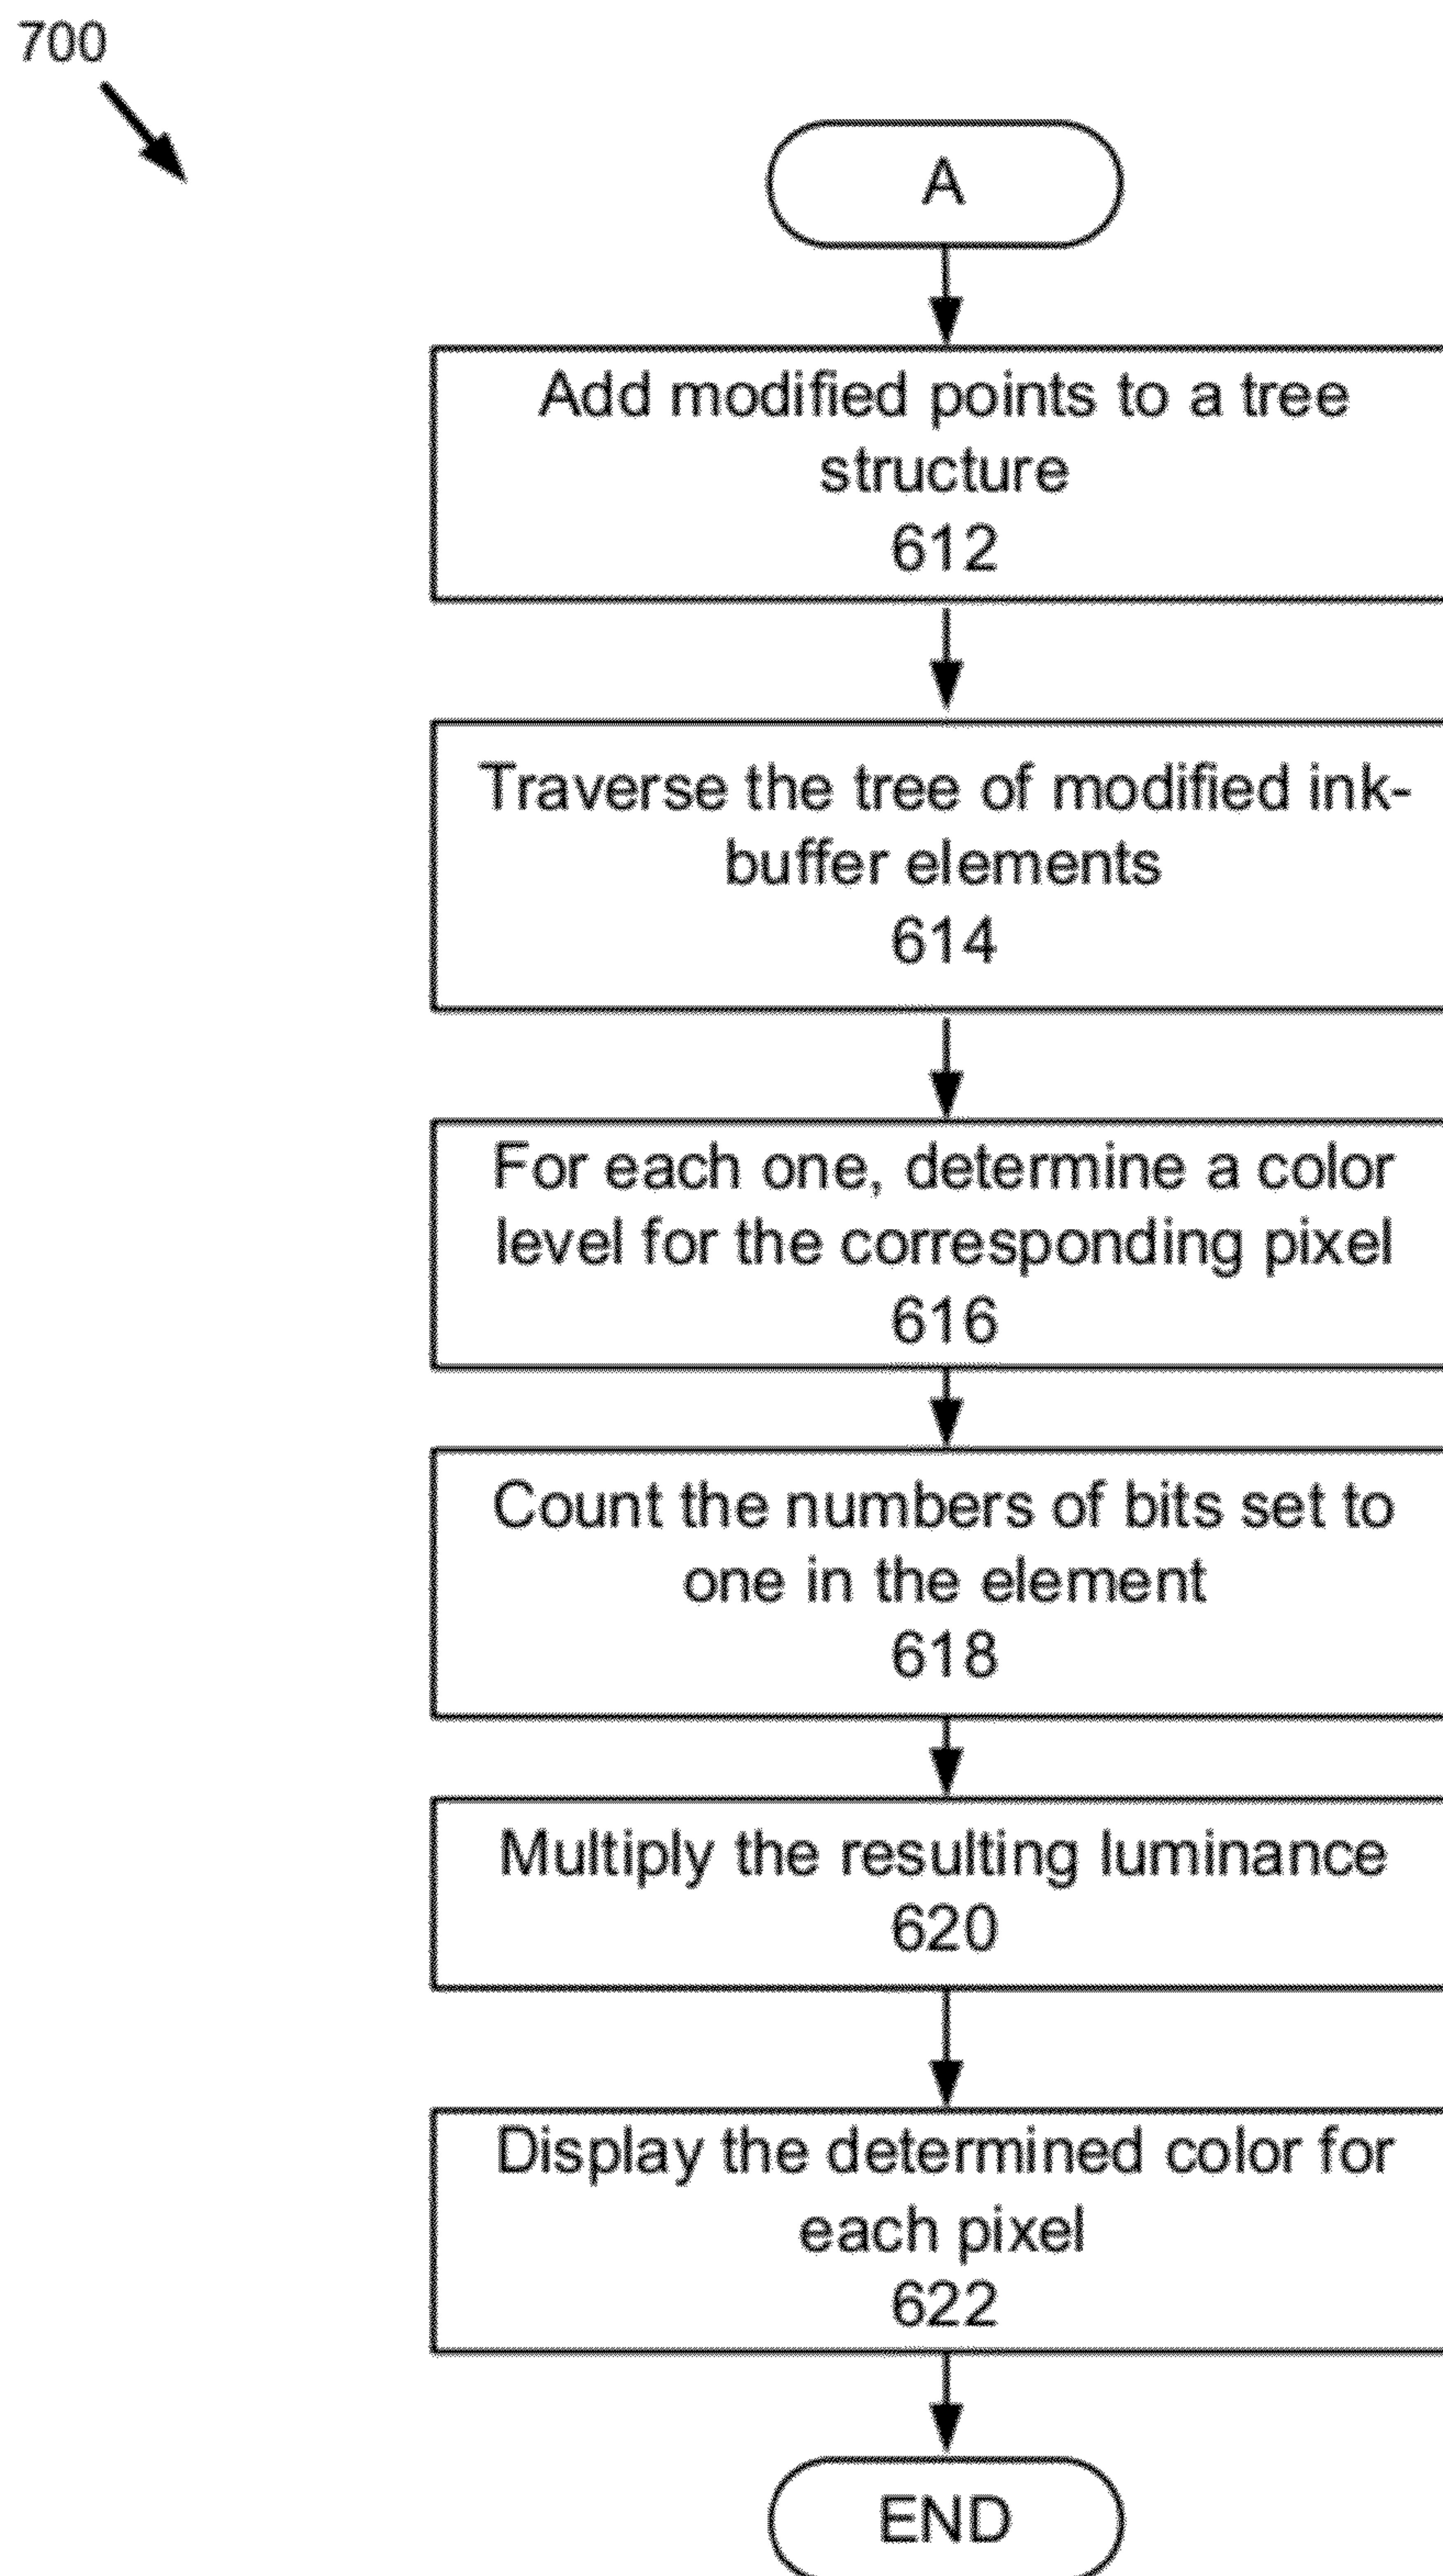 700
A
Add modified points to a tree
structure
612
Traverse the tree of modified ink-
buffer elements
614
For each one, determine a color
level for the corresponding pixel
616
Count the numbers of bits set to
one in the element
618
Multiply the resulting luminance
620
Display the determined color for
each pixel
622
END